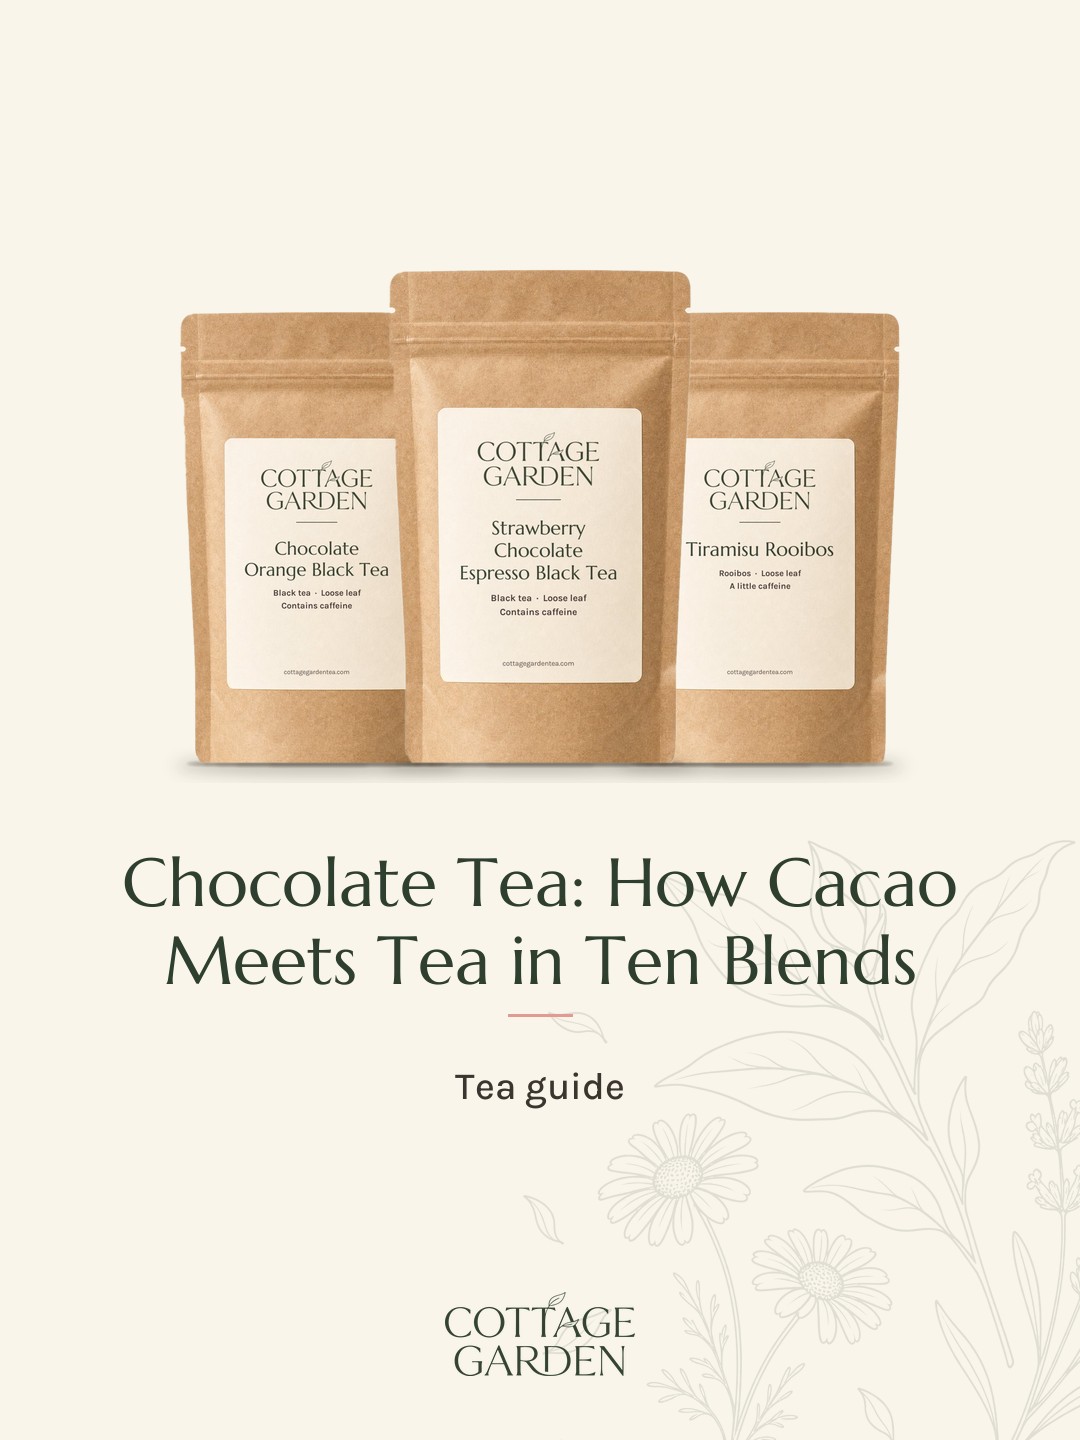 COTTAGE
GARDEN
Chocolate
Orange Black Tea
Black tea · Loose leaf
Contains caffeine
cottagegardentea.com
COTTAGE
GARDEN
Strawberry
Chocolate
Espresso Black Tea
Black tea · Loose leaf
Contains caffeine
cottagegardentea.com
COTTAGE
GARDEN
Tiramisu Rooibos
Rooibos · Loose leaf
A little caffeine
cottagegardentea.com
Chocolate Tea: How Cacao
Meets Tea in Ten Blends
Tea guide
COTTAGE
GARDEN